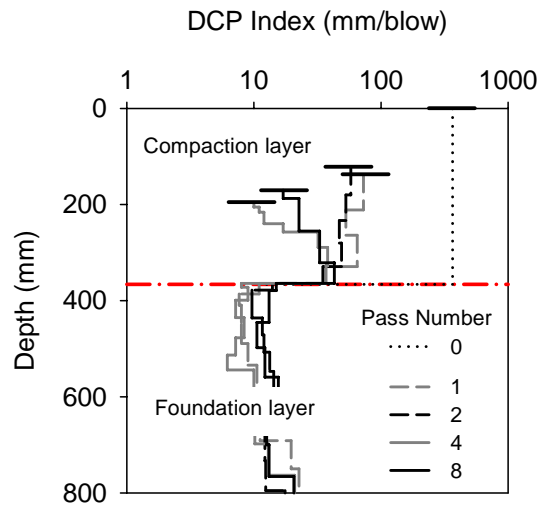 DCP Index (mm/blow)
1 10 100 1000
0
Compaction layer
200
400
Depth (mm)
Pass Number
0
1
600
2
Foundation layer
4
8
800